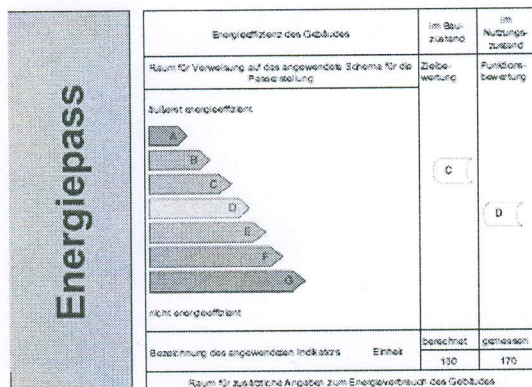 Energiepass
Energieeffizienz des Gebäudes
Im Bau-
zustand
Im
Nutzungs-
zustand
Raum für Verweisung auf das angewendete Schema für die
Passerstellung
Zielbe-
wertung
Funktions-
bewertung
äußerst energieeffizient
A
B
C
D
E
F
G
C
D
nicht energieeffizient
Bezeichnung des angewendeten Indikators
Einheit
berechnet
gemessen
130
170
Raum für zusätzliche Angaben zum Energieverbrauch des Gebäudes